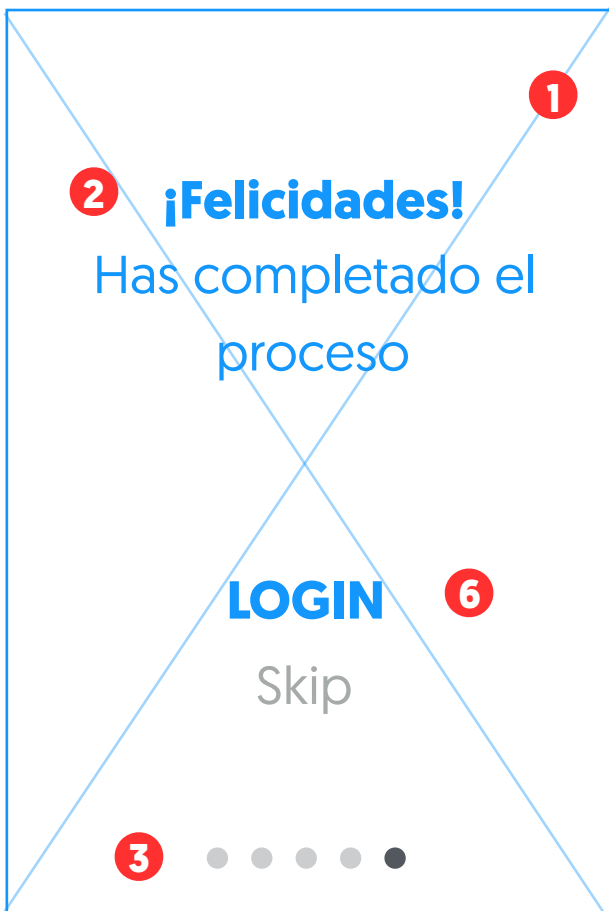 1
2
¡Felicidades!
Has completado el
proceso
LOGIN
6
Skip
3